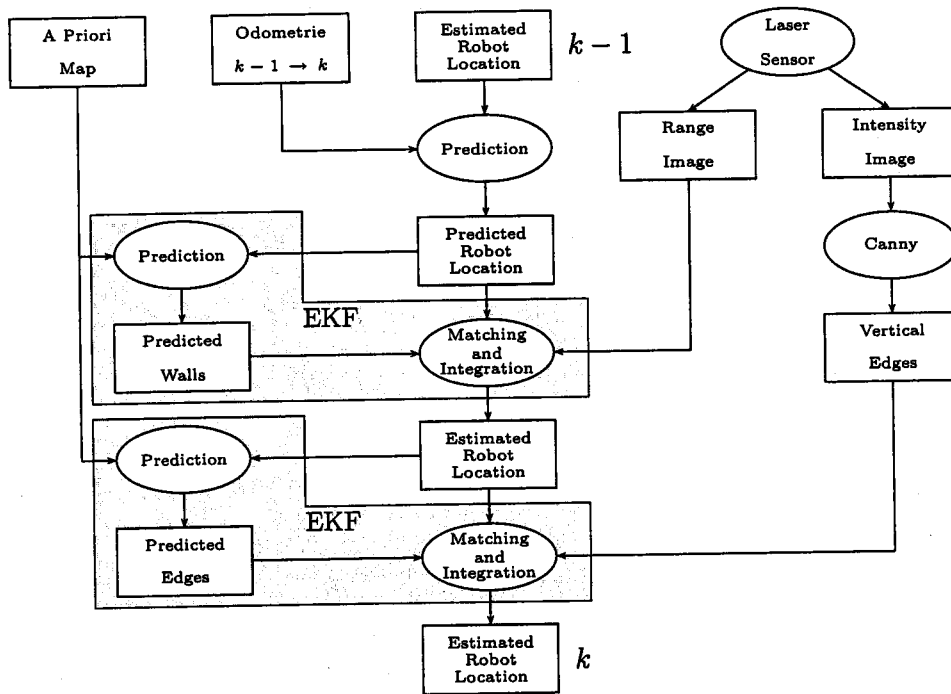 A Priori
Map
Odometrie
k − 1 → k
Estimated
Robot
Location
k − 1
Laser
Sensor
Prediction
Range
Image
Intensity
Image
Prediction
Predicted
Robot
Location
Canny
EKF
Predicted
Walls
Matching
and
Integration
Vertical
Edges
Prediction
Estimated
Robot
Location
EKF
Predicted
Edges
Matching
and
Integration
Estimated
Robot
Location
k